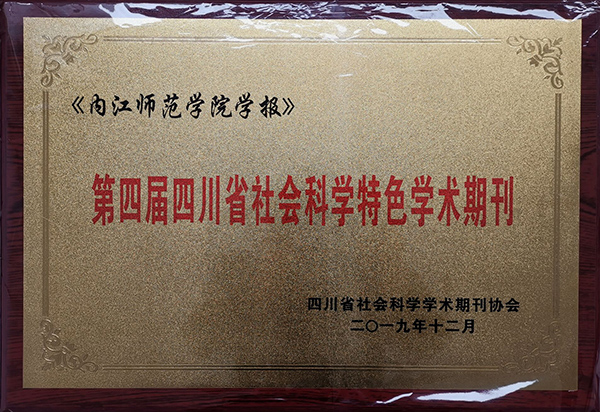 《内江师范学院学报》
第四届四川省社会科学特色学术期刊
四川省社会科学学术期刊协会
二〇一九年十二月